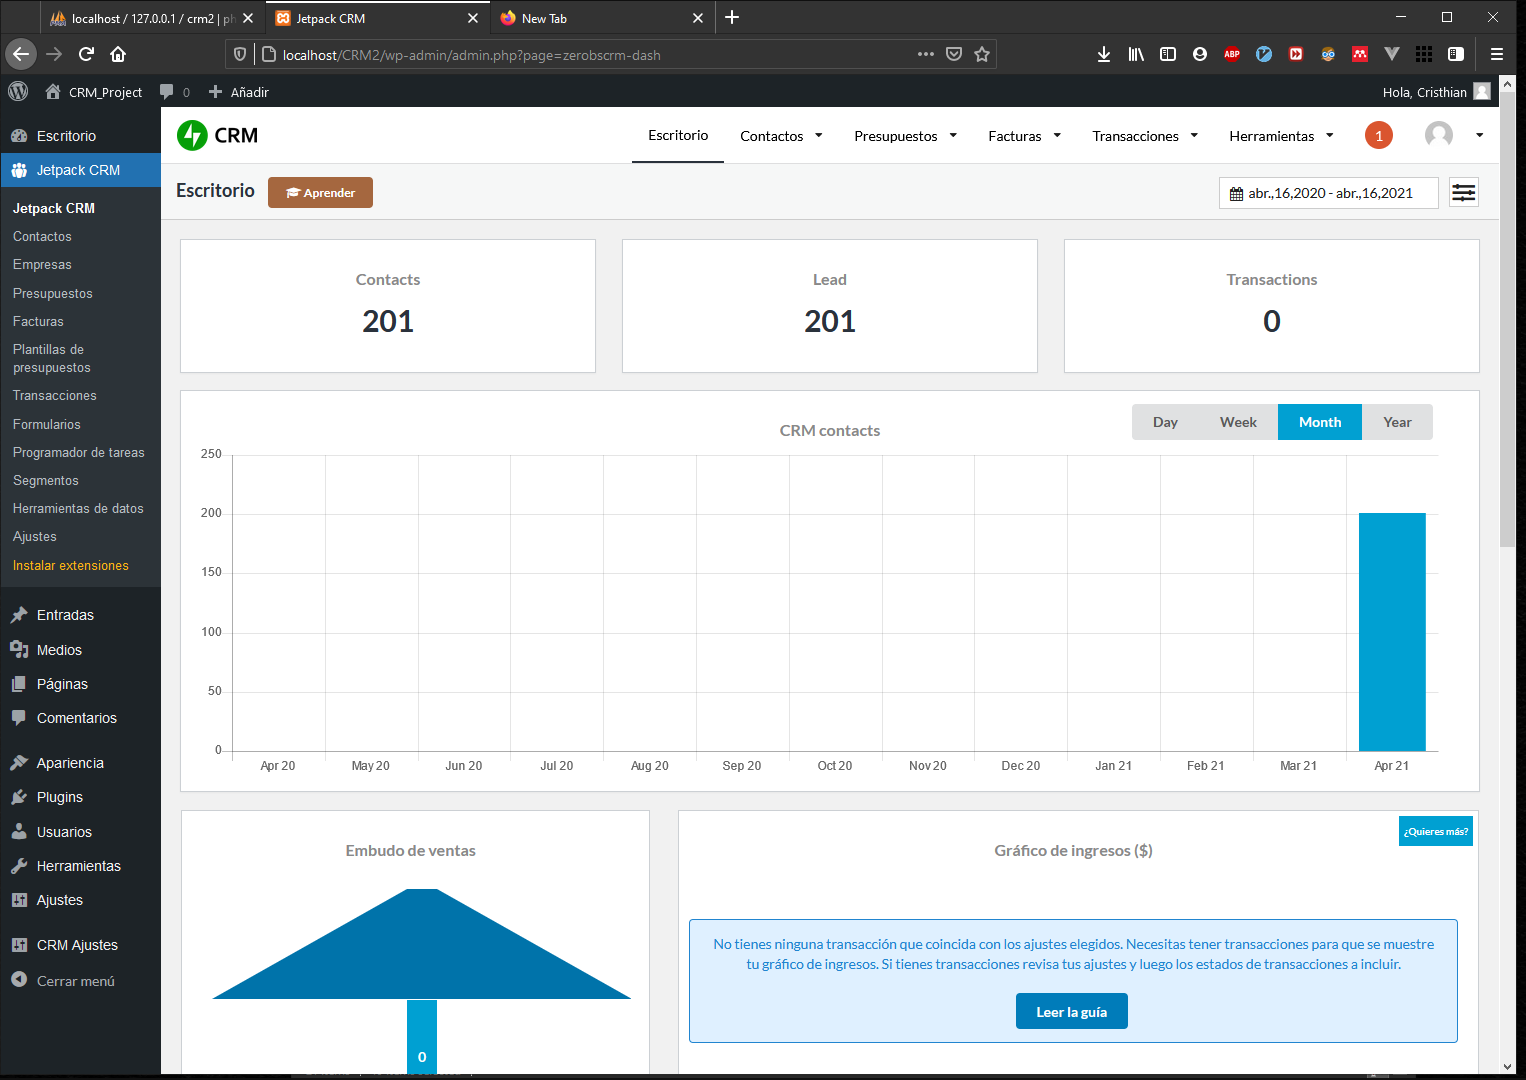 localhost / 127.0.0.1 / crm2 | ph
Jetpack CRM
New Tab
localhost/CRM2/wp-admin/admin.php?page=zerobscrm-dash
ABP
CRM_Project
0
Añadir
Hola, Cristhian
Escritorio
Jetpack CRM
Jetpack CRM
Contactos
Empresas
Presupuestos
Facturas
Plantillas de
presupuestos
Transacciones
Formularios
Programador de tareas
Segmentos
Herramientas de datos
Ajustes
Instalar extensiones
Entradas
Medios
Páginas
Comentarios
Apariencia
Plugins
Usuarios
Herramientas
Ajustes
CRM Ajustes
Cerrar menú
CRM
Escritorio
Contactos
Presupuestos
Facturas
Transacciones
Herramientas
1
Escritorio
Aprender
abr.,16,2020 - abr.,16,2021
Contacts
201
Lead
201
Transactions
0
CRM contacts
Day
Week
Month
Year
250
200
150
100
50
0
Apr 20
May 20
Jun 20
Jul 20
Aug 20
Sep 20
Oct 20
Nov 20
Dec 20
Jan 21
Feb 21
Mar 21
Apr 21
Embudo de ventas
0
Gráfico de ingresos ($)
¿Quieres más?
No tienes ninguna transacción que coincida con los ajustes elegidos. Necesitas tener transacciones para que se muestre
tu gráfico de ingresos. Si tienes transacciones revisa tus ajustes y luego los estados de transacciones a incluir.
Leer la guía